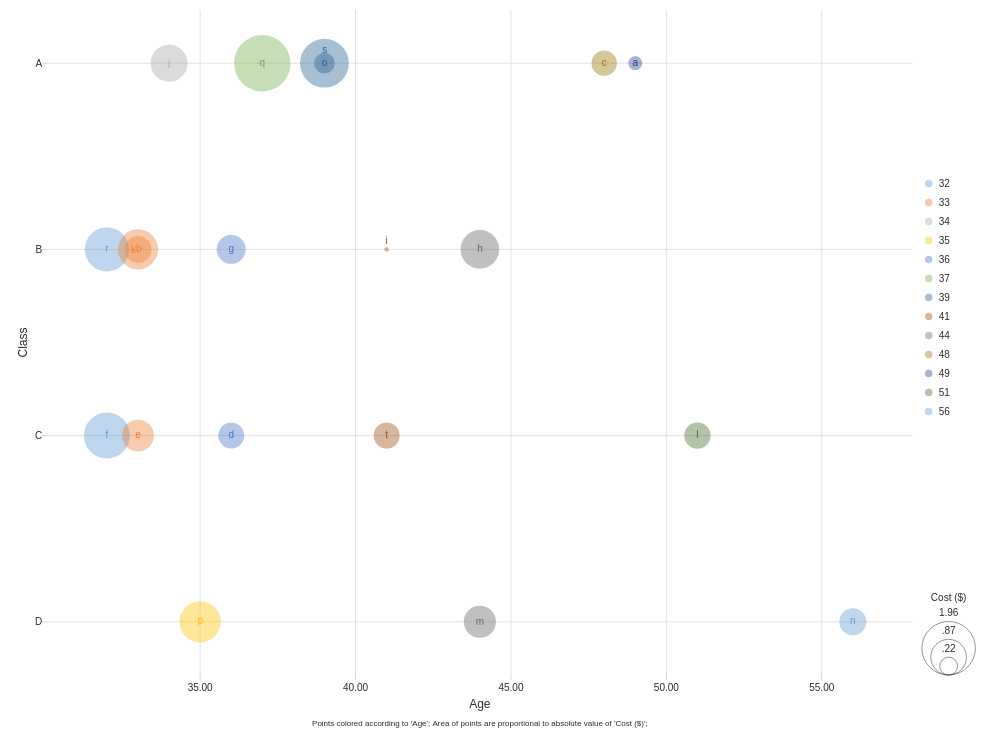 A
j
q
s
o
c
a
B
r
kb
g
i
h
C
f
e
d
t
l
D
p
m
n
Class
35.00 40.00 45.00 50.00 55.00
Age
Points colored according to 'Age'; Area of points are proportional to absolute value of 'Cost ($)';
32
33
34
35
36
37
39
41
44
48
49
51
56
Cost ($)
1.96
.87
.22